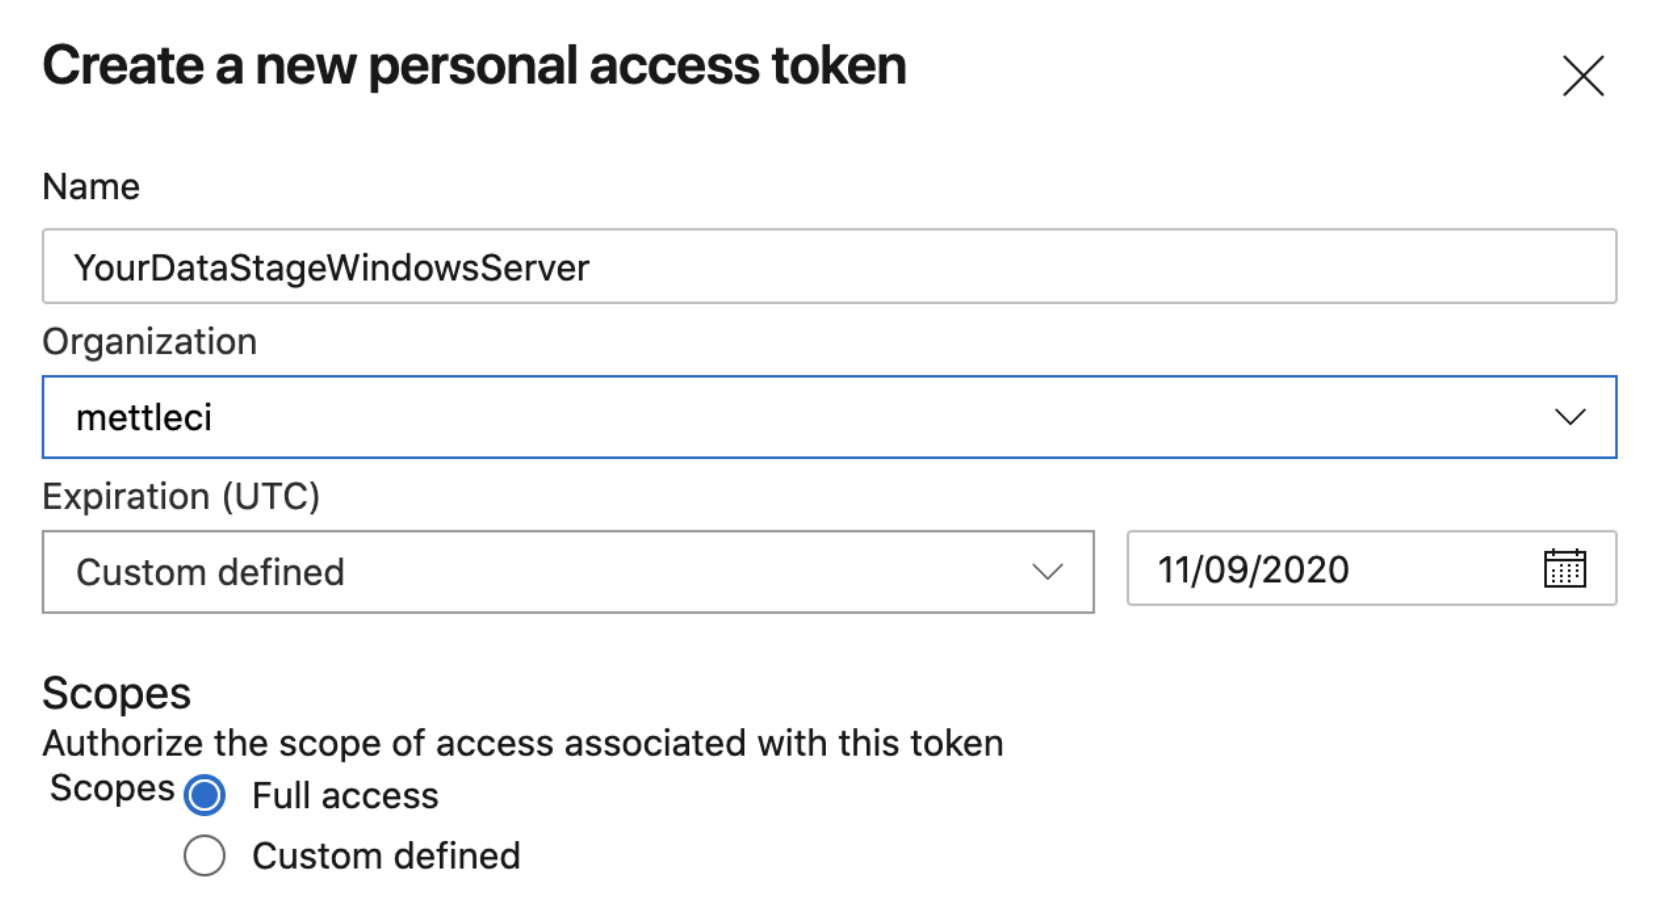 Create a new personal access token
Name
YourDataStageWindowsServer
Organization
mettleci
Expiration (UTC)
Custom defined
11/09/2020
Scopes
Authorize the scope of access associated with this token
Scopes Full access
Custom defined